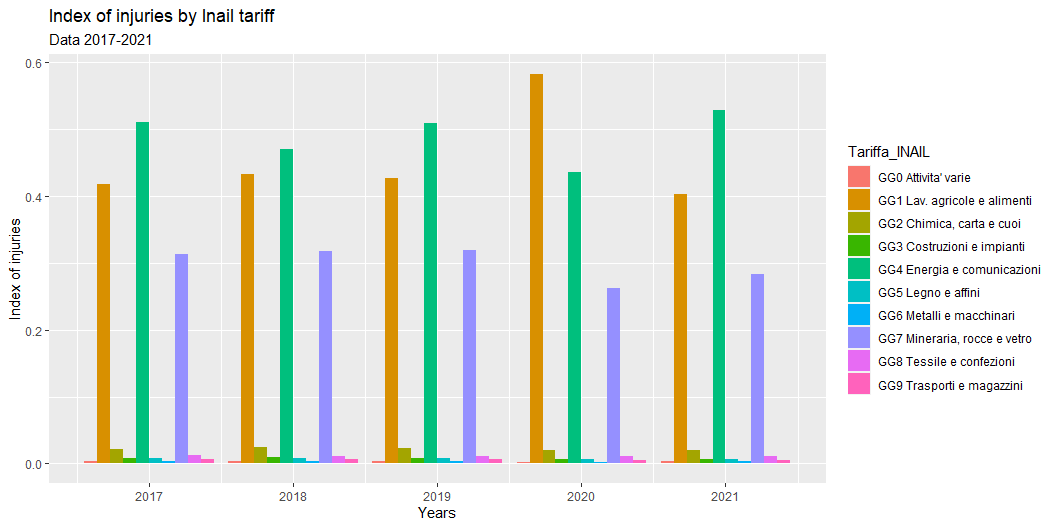 Index of injuries by Inail tariff
Data 2017-2021
0.6
0.4
0.2
0.0
Index of injuries
2017 2018 2019 2020 2021
Years
Tariffa_INAIL
GG0 Attivita' varie
GG1 Lav. agricole e alimenti
GG2 Chimica, carta e cuoi
GG3 Costruzioni e impianti
GG4 Energia e comunicazioni
GG5 Legno e affini
GG6 Metalli e macchinari
GG7 Mineraria, rocce e vetro
GG8 Tessile e confezioni
GG9 Trasporti e magazzini